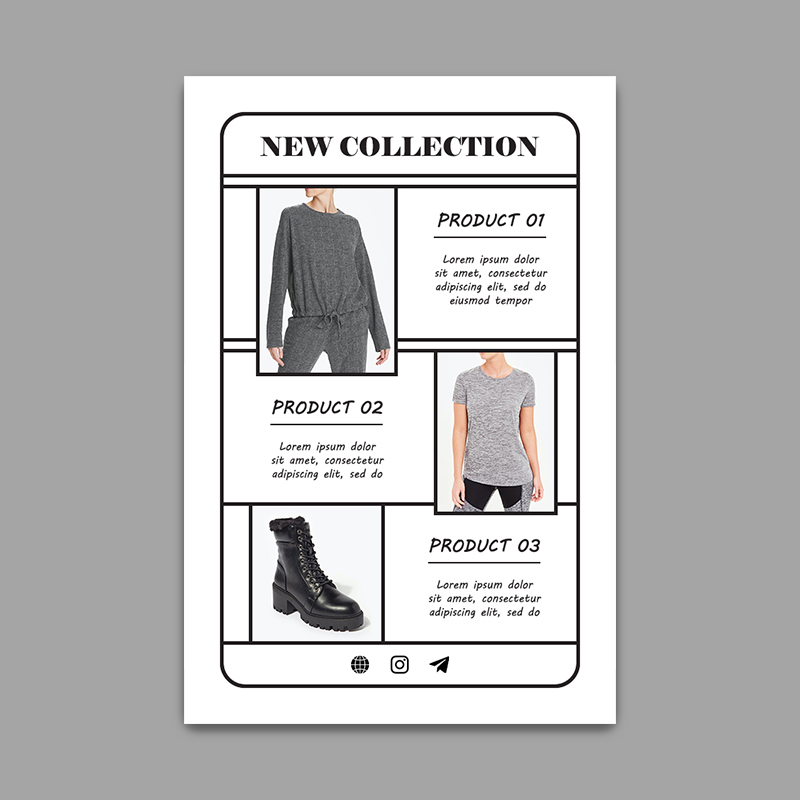 NEW COLLECTION
PRODUCT 01
Lorem ipsum dolor
sit amet, consectetur
adipiscing elit, sed do
eiusmod tempor
PRODUCT 02
Lorem ipsum dolor
sit amet, consectetur
adipiscing elit, sed do
PRODUCT 03
Lorem ipsum dolor
sit amet, consectetur
adipiscing elit, sed do